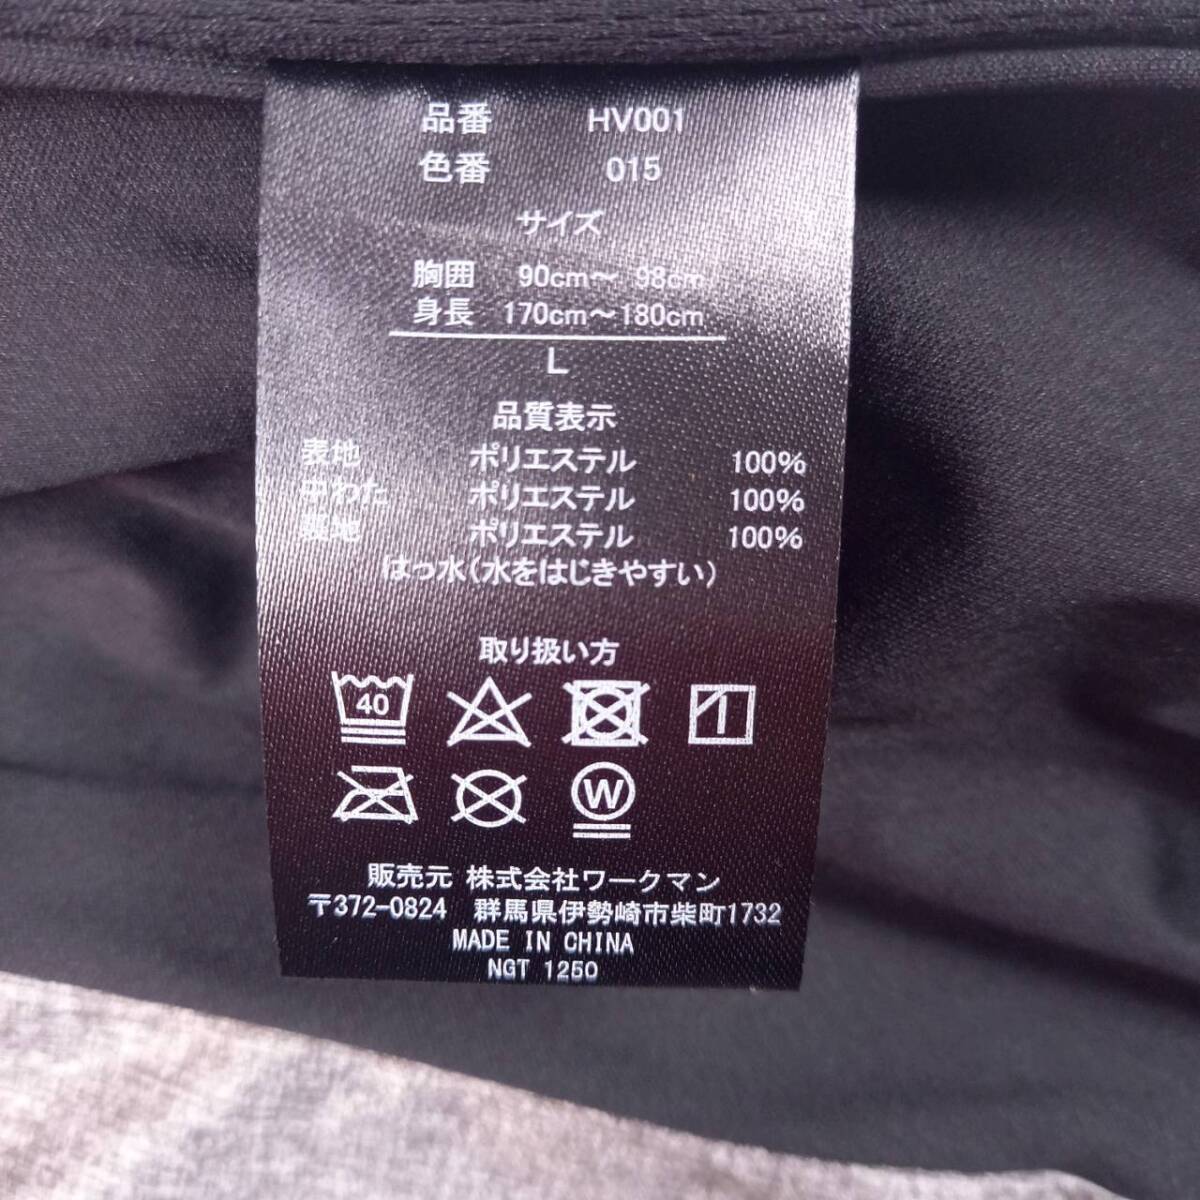 品番 HV001
色番 015
サイズ
胸囲 90cm〜 98cm
身長 170cm〜180cm
L
品質表示
表地 ポリエステル 100%
中わた ポリエステル 100%
裏地 ポリエステル 100%
はっ水(水をはじきやすい)
取り扱い方
40
W
販売元 株式会社ワークマン
〒372-0824 群馬県伊勢崎市柴町1732
MADE IN CHINA
NGT 1250